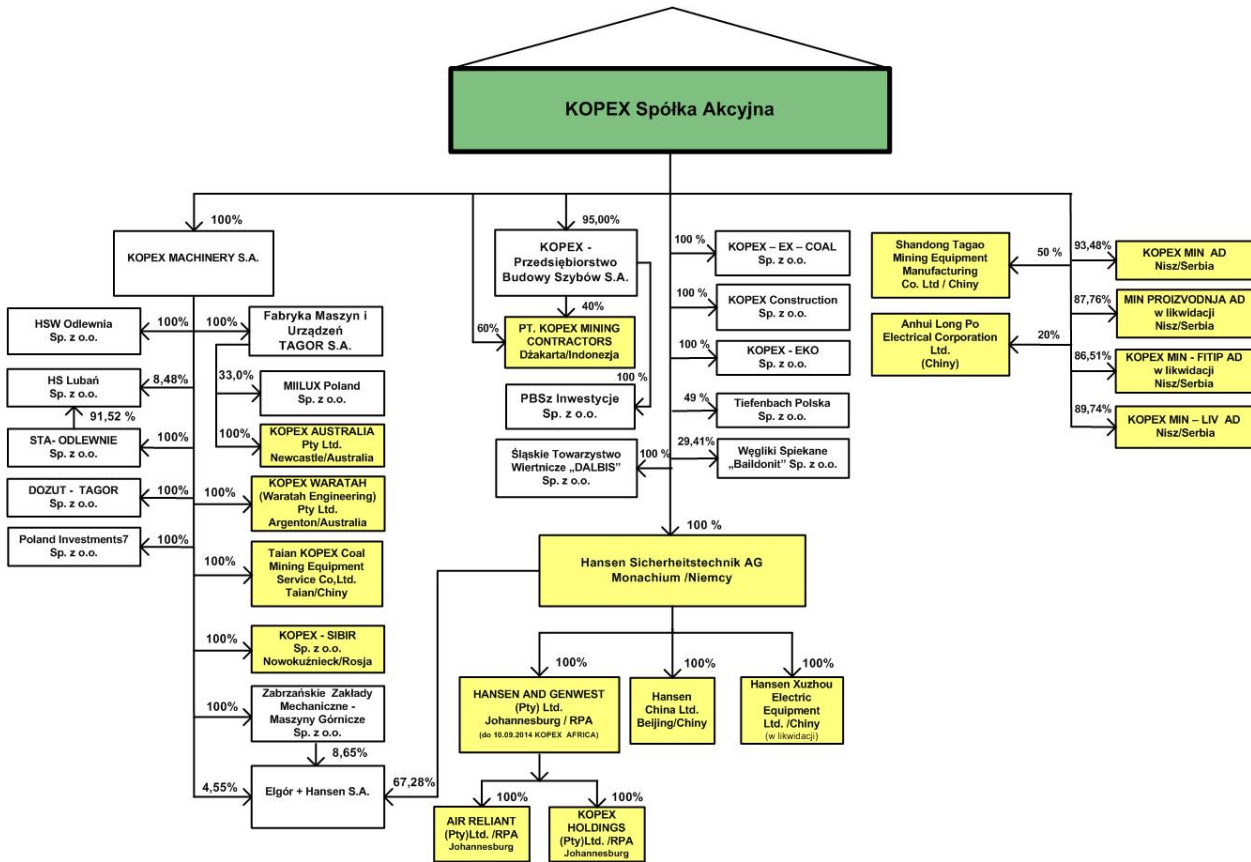 KOPEX Spółka Akcyjna
100%
KOPEX MACHINERY S.A.
HSW Odlewnia
Sp. z o.o.
100%
100%
Fabryka Maszyn i
Urządzeń
TAGOR S.A.
HS Lubań
Sp. z o.o.
8,48%
33,0%
MIILUX Poland
Sp. z o.o.
91,52 %
STA- ODLEWNIE
Sp. z o.o.
100%
100%
KOPEX AUSTRALIA
Pty Ltd.
Newcastle/Australia
DOZUT - TAGOR
Sp. z o.o.
100%
100%
KOPEX WARATAH
(Waratah Engineering)
Pty Ltd.
Argenton/Australia
Poland Investments7
Sp. z o.o.
100%
100%
Taian KOPEX Coal
Mining Equipment
Service Co,Ltd.
Taian/Chiny
100%
KOPEX - SIBIR
Sp. z o.o.
Nowokuźnieck/Rosja
100%
Zabrzańskie Zakłady
Mechaniczne -
Maszyny Górnicze
Sp. z o.o.
8,65%
4,55%
Elgór + Hansen S.A.
67,28%
95,00%
KOPEX -
Przedsiębiorstwo
Budowy Szybów S.A.
40%
60%
PT. KOPEX MINING
CONTRACTORS
Dżakarta/Indonezja
100 %
PBSz Inwestycje
Sp. z o.o.
Śląskie Towarzystwo
Wiertnicze „DALBIS”
Sp. z o.o.
100 %
100 %
KOPEX – EX – COAL
Sp. z o.o.
100 %
KOPEX Construction
Sp. z o.o.
100 %
KOPEX - EKO
Sp. z o.o.
49 %
Tiefenbach Polska
Sp. z o.o.
29,41%
Węgliki Spiekane
„Baildonit” Sp. z o.o.
Shandong Tagao
Mining Equipment
Manufacturing
Co. Ltd / Chiny
50 %
Anhui Long Po
Electrical Corporation
Ltd.
(Chiny)
20%
93,48%
KOPEX MIN AD
Nisz/Serbia
87,76%
MIN PROIZVODNJA AD
w likwidacji
Nisz/Serbia
86,51%
KOPEX MIN - FITIP AD
w likwidacji
Nisz/Serbia
89,74%
KOPEX MIN – LIV AD
Nisz/Serbia
100 %
Hansen Sicherheitstechnik AG
Monachium /Niemcy
100%
HANSEN AND GENWEST
(Pty) Ltd.
Johannesburg / RPA
(do 10.09.2014 KOPEX AFRICA)
100%
Hansen
China Ltd.
Beijing/Chiny
100%
Hansen Xuzhou
Electric
Equipment
Ltd. /Chiny
(w likwidacji)
100%
AIR RELIANT
(Pty)Ltd. /RPA
Johannesburg
100%
KOPEX
HOLDINGS
(Pty)Ltd. /RPA
Johannesburg